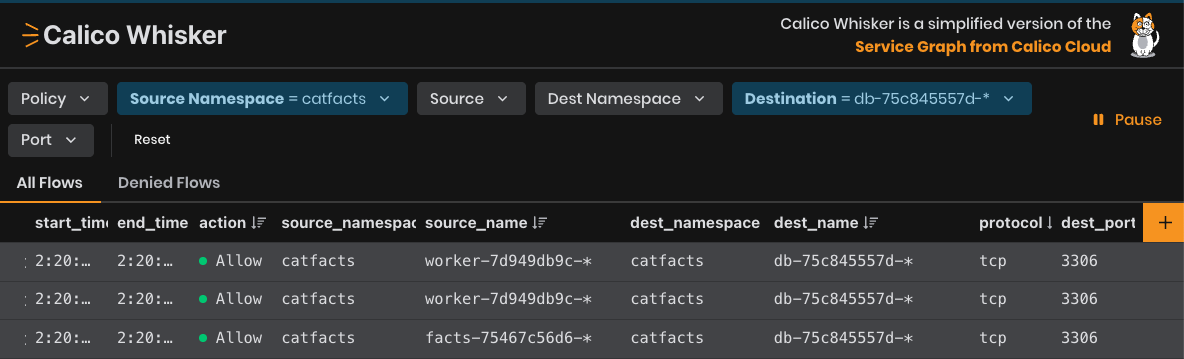 Calico Whisker
Calico Whisker is a simplified version of the
Service Graph from Calico Cloud
Policy Source Namespace = catfacts Source Dest Namespace Destination = db-75c845557d-*
Pause
Port Reset
All Flows Denied Flows
start_time end_time action source_namespac source_name dest_namespace dest_name protocol dest_port +
2:20:… 2:20:… Allow catfacts worker-7d949db9c-* catfacts db-75c845557d-* tcp 3306
2:20:… 2:20:… Allow catfacts worker-7d949db9c-* catfacts db-75c845557d-* tcp 3306
2:20:… 2:20:… Allow catfacts facts-75467c56d6-* catfacts db-75c845557d-* tcp 3306